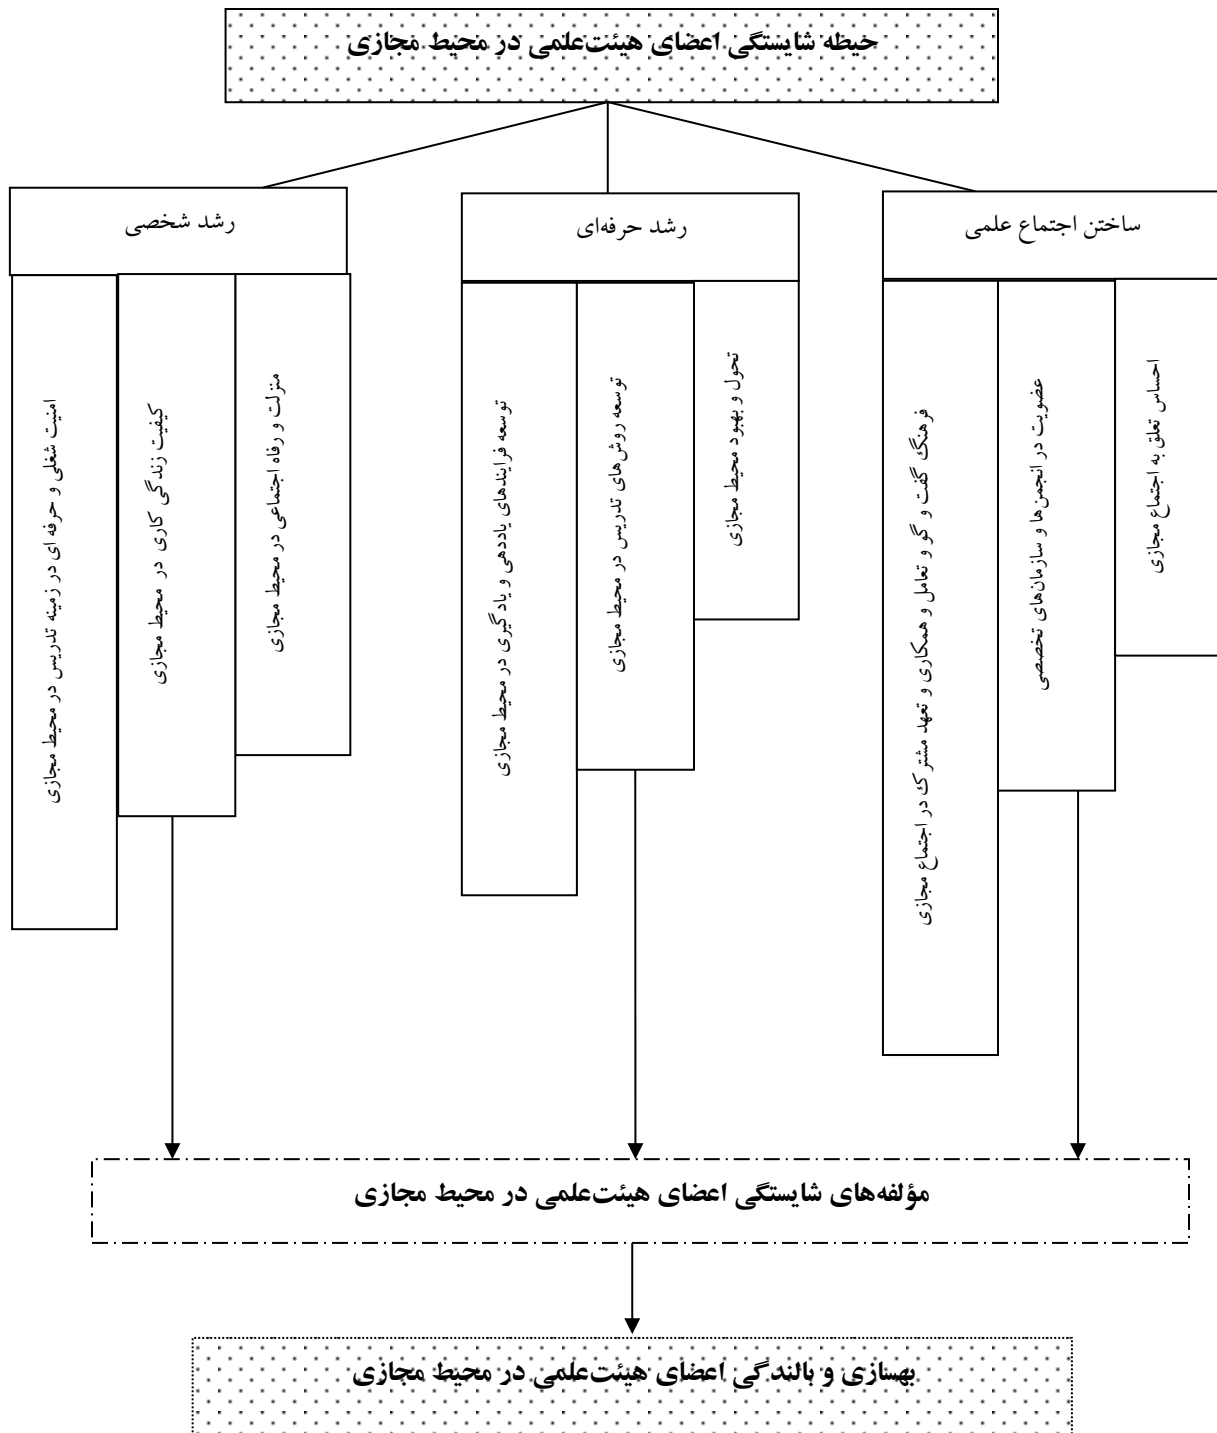 حیطه شایستگی اعضای هیئت‌علمی در محیط مجازی
ساختن اجتماع علمی
رشد حرفه‌ای
رشد شخصی
احساس تعلق به اجتماع مجازی
عضویت در انجمن‌ها و سازمان‌های تخصصی
فرهنگ گفت و گو و تعامل و همکاری و تعهد مشترک در اجتماع مجازی
تحول و بهبود محیط مجازی
توسعه روش‌های تدریس در محیط مجازی
توسعه فرایندهای یاددهی و یادگیری در محیط مجازی
منزلت و رفاه اجتماعی در محیط مجازی
کیفیت زندگی کاری در محیط مجازی
امنیت شغلی و حرفه ای در زمینه تدریس در محیط مجازی
مؤلفه‌های شایستگی اعضای هیئت‌علمی در محیط مجازی
بهسازی و بالندگی اعضای هیئت‌علمی در محیط مجازی